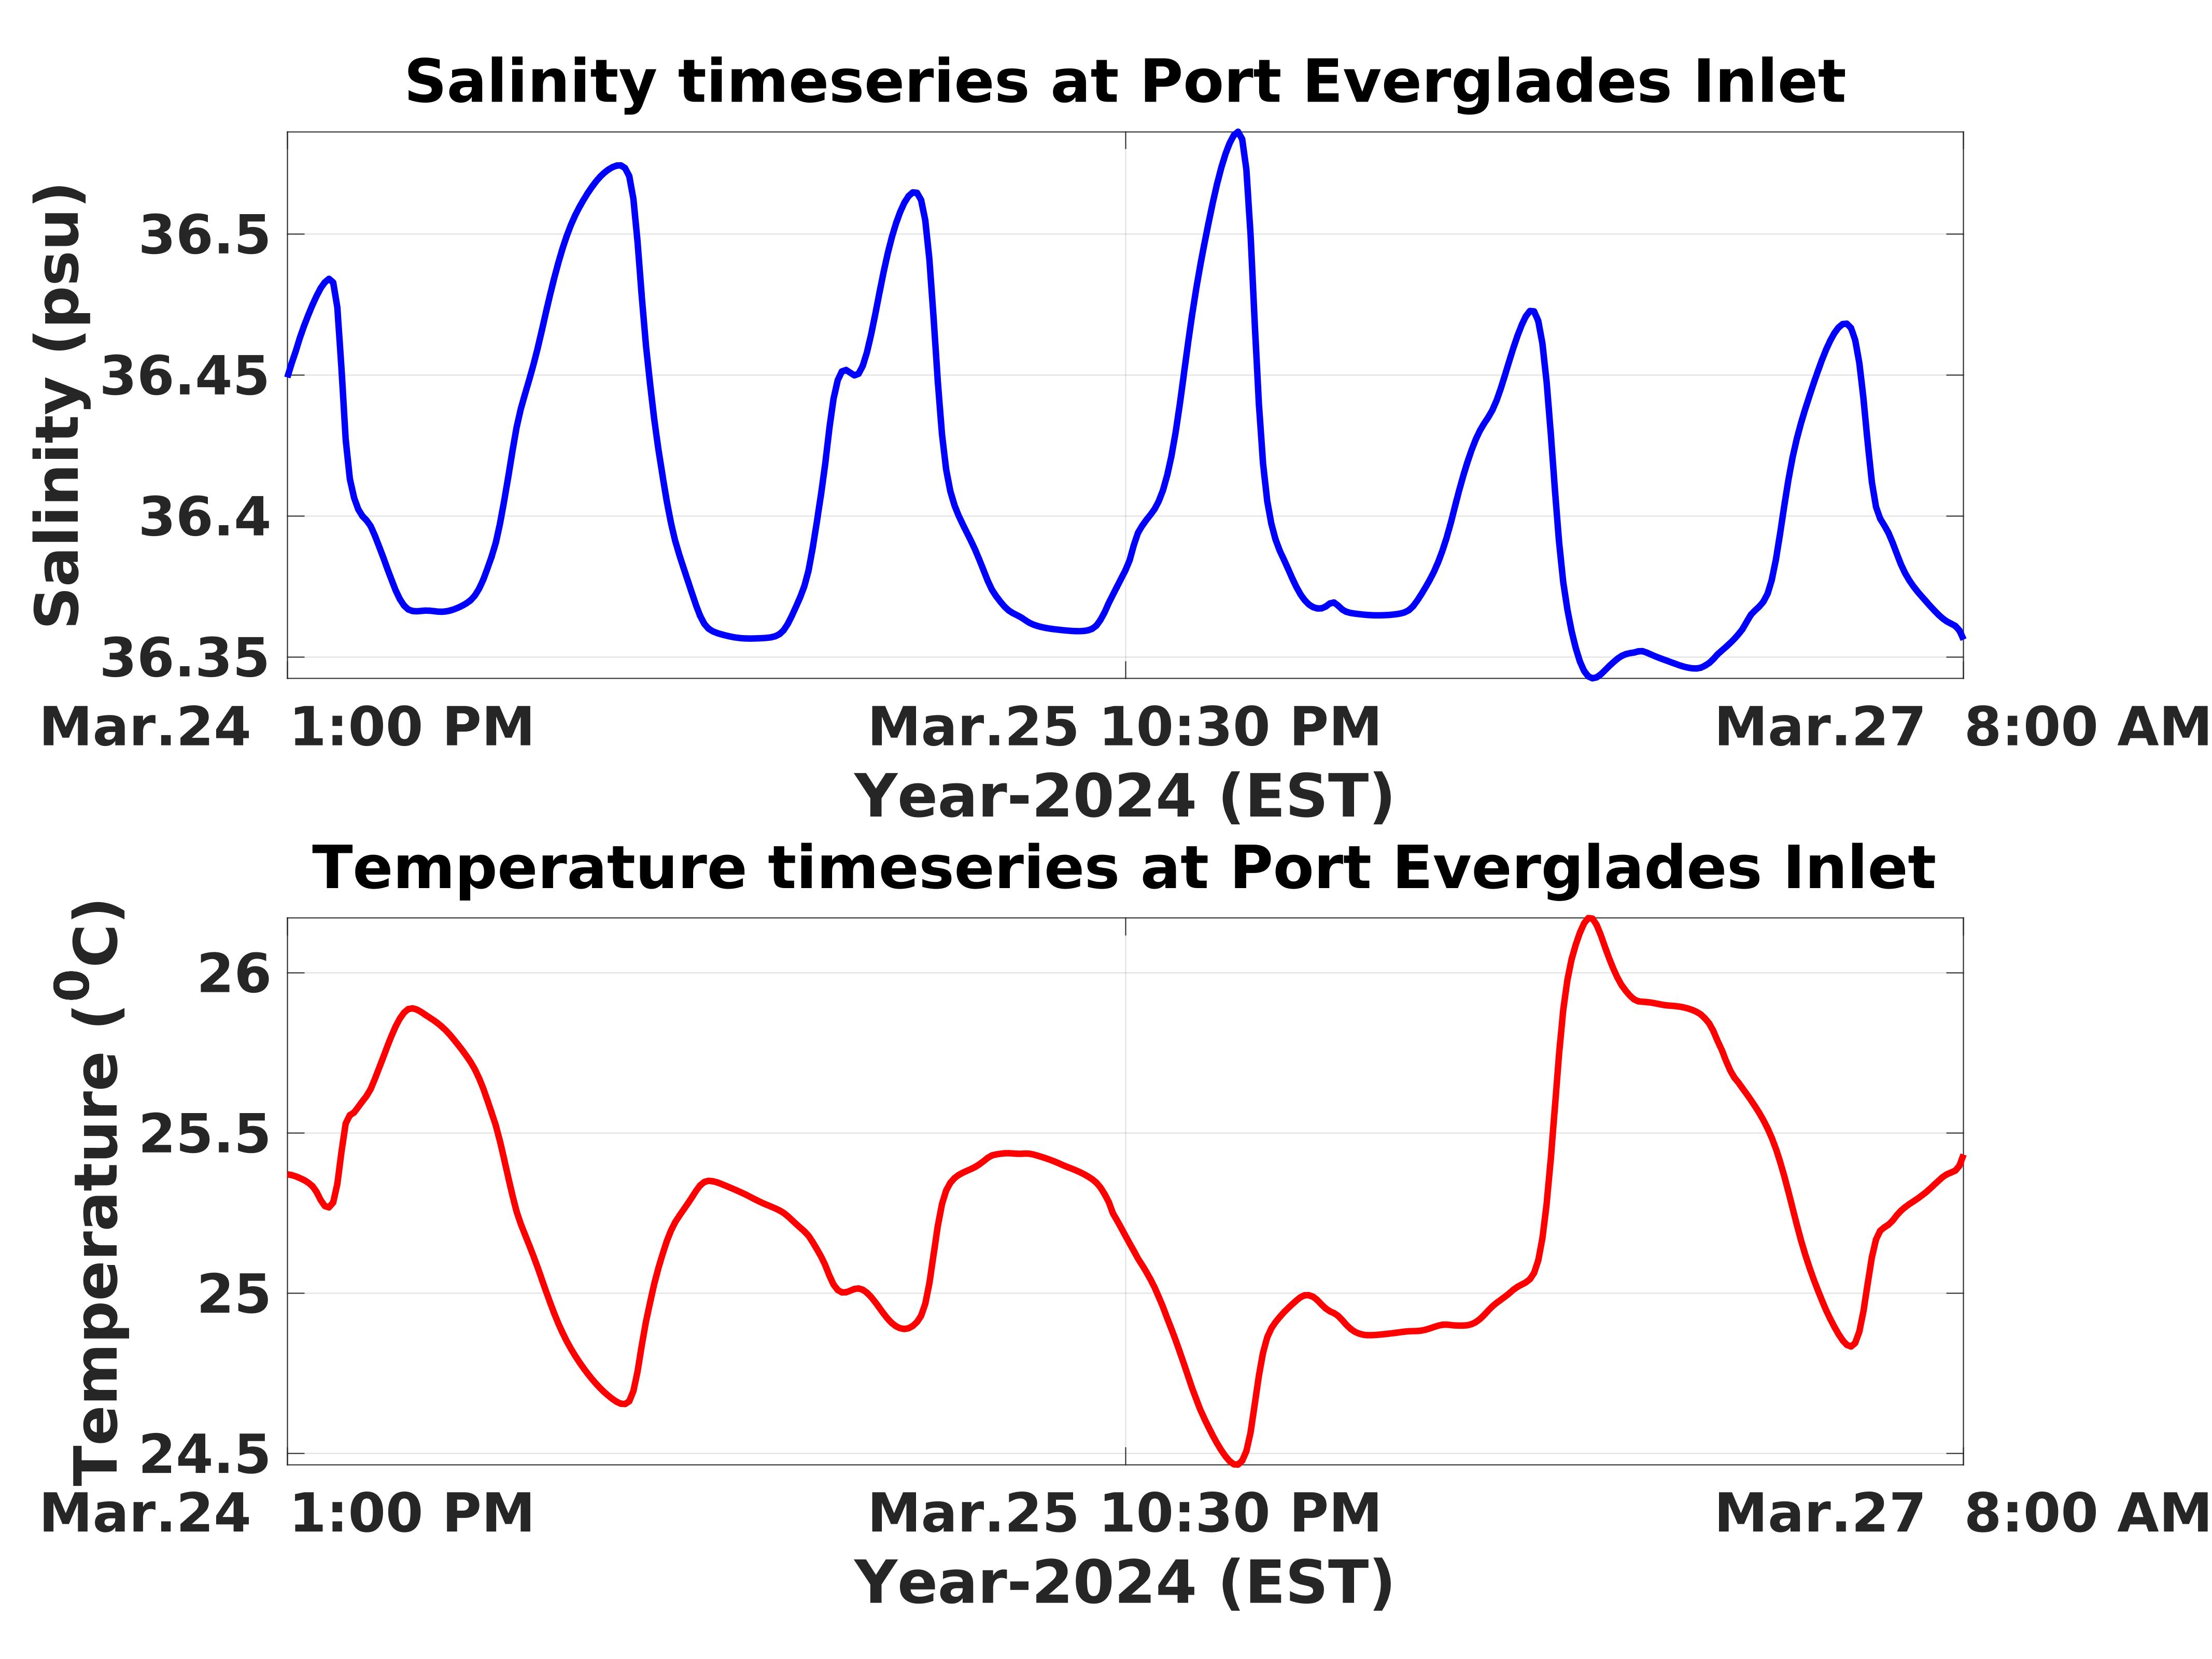 Salinity timeseries at Port Everglades Inlet
Salinity (psu)
36.5
36.45
36.4
36.35
Mar.24 1:00 PM Mar.25 10:30 PM Mar.27 8:00 AM
Year-2024 (EST)
Temperature timeseries at Port Everglades Inlet
Temperature (⁰C)
26
25.5
25
24.5
Mar.24 1:00 PM Mar.25 10:30 PM Mar.27 8:00 AM
Year-2024 (EST)